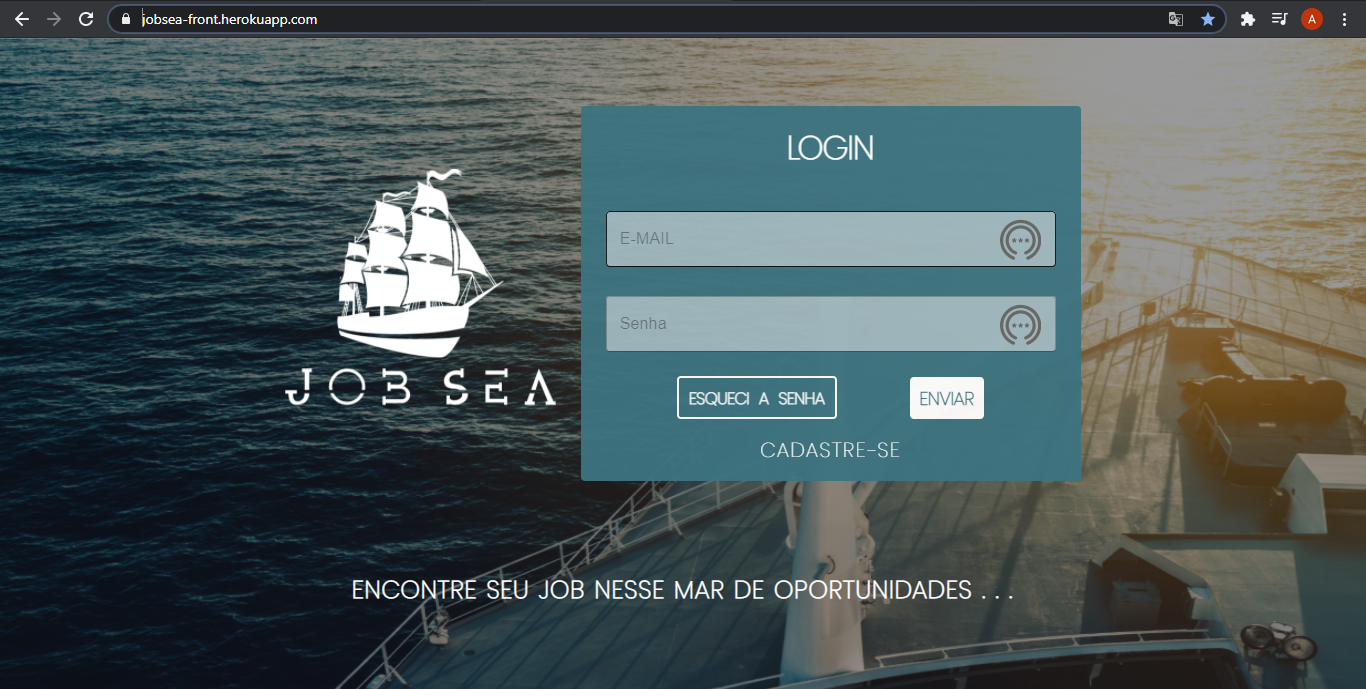 jobsea-front.herokuapp.com
A
LOGIN
E-MAIL
Senha
ESQUECI A SENHA
ENVIAR
CADASTRE-SE
JOB SEA
ENCONTRE SEU JOB NESSE MAR DE OPORTUNIDADES . . .